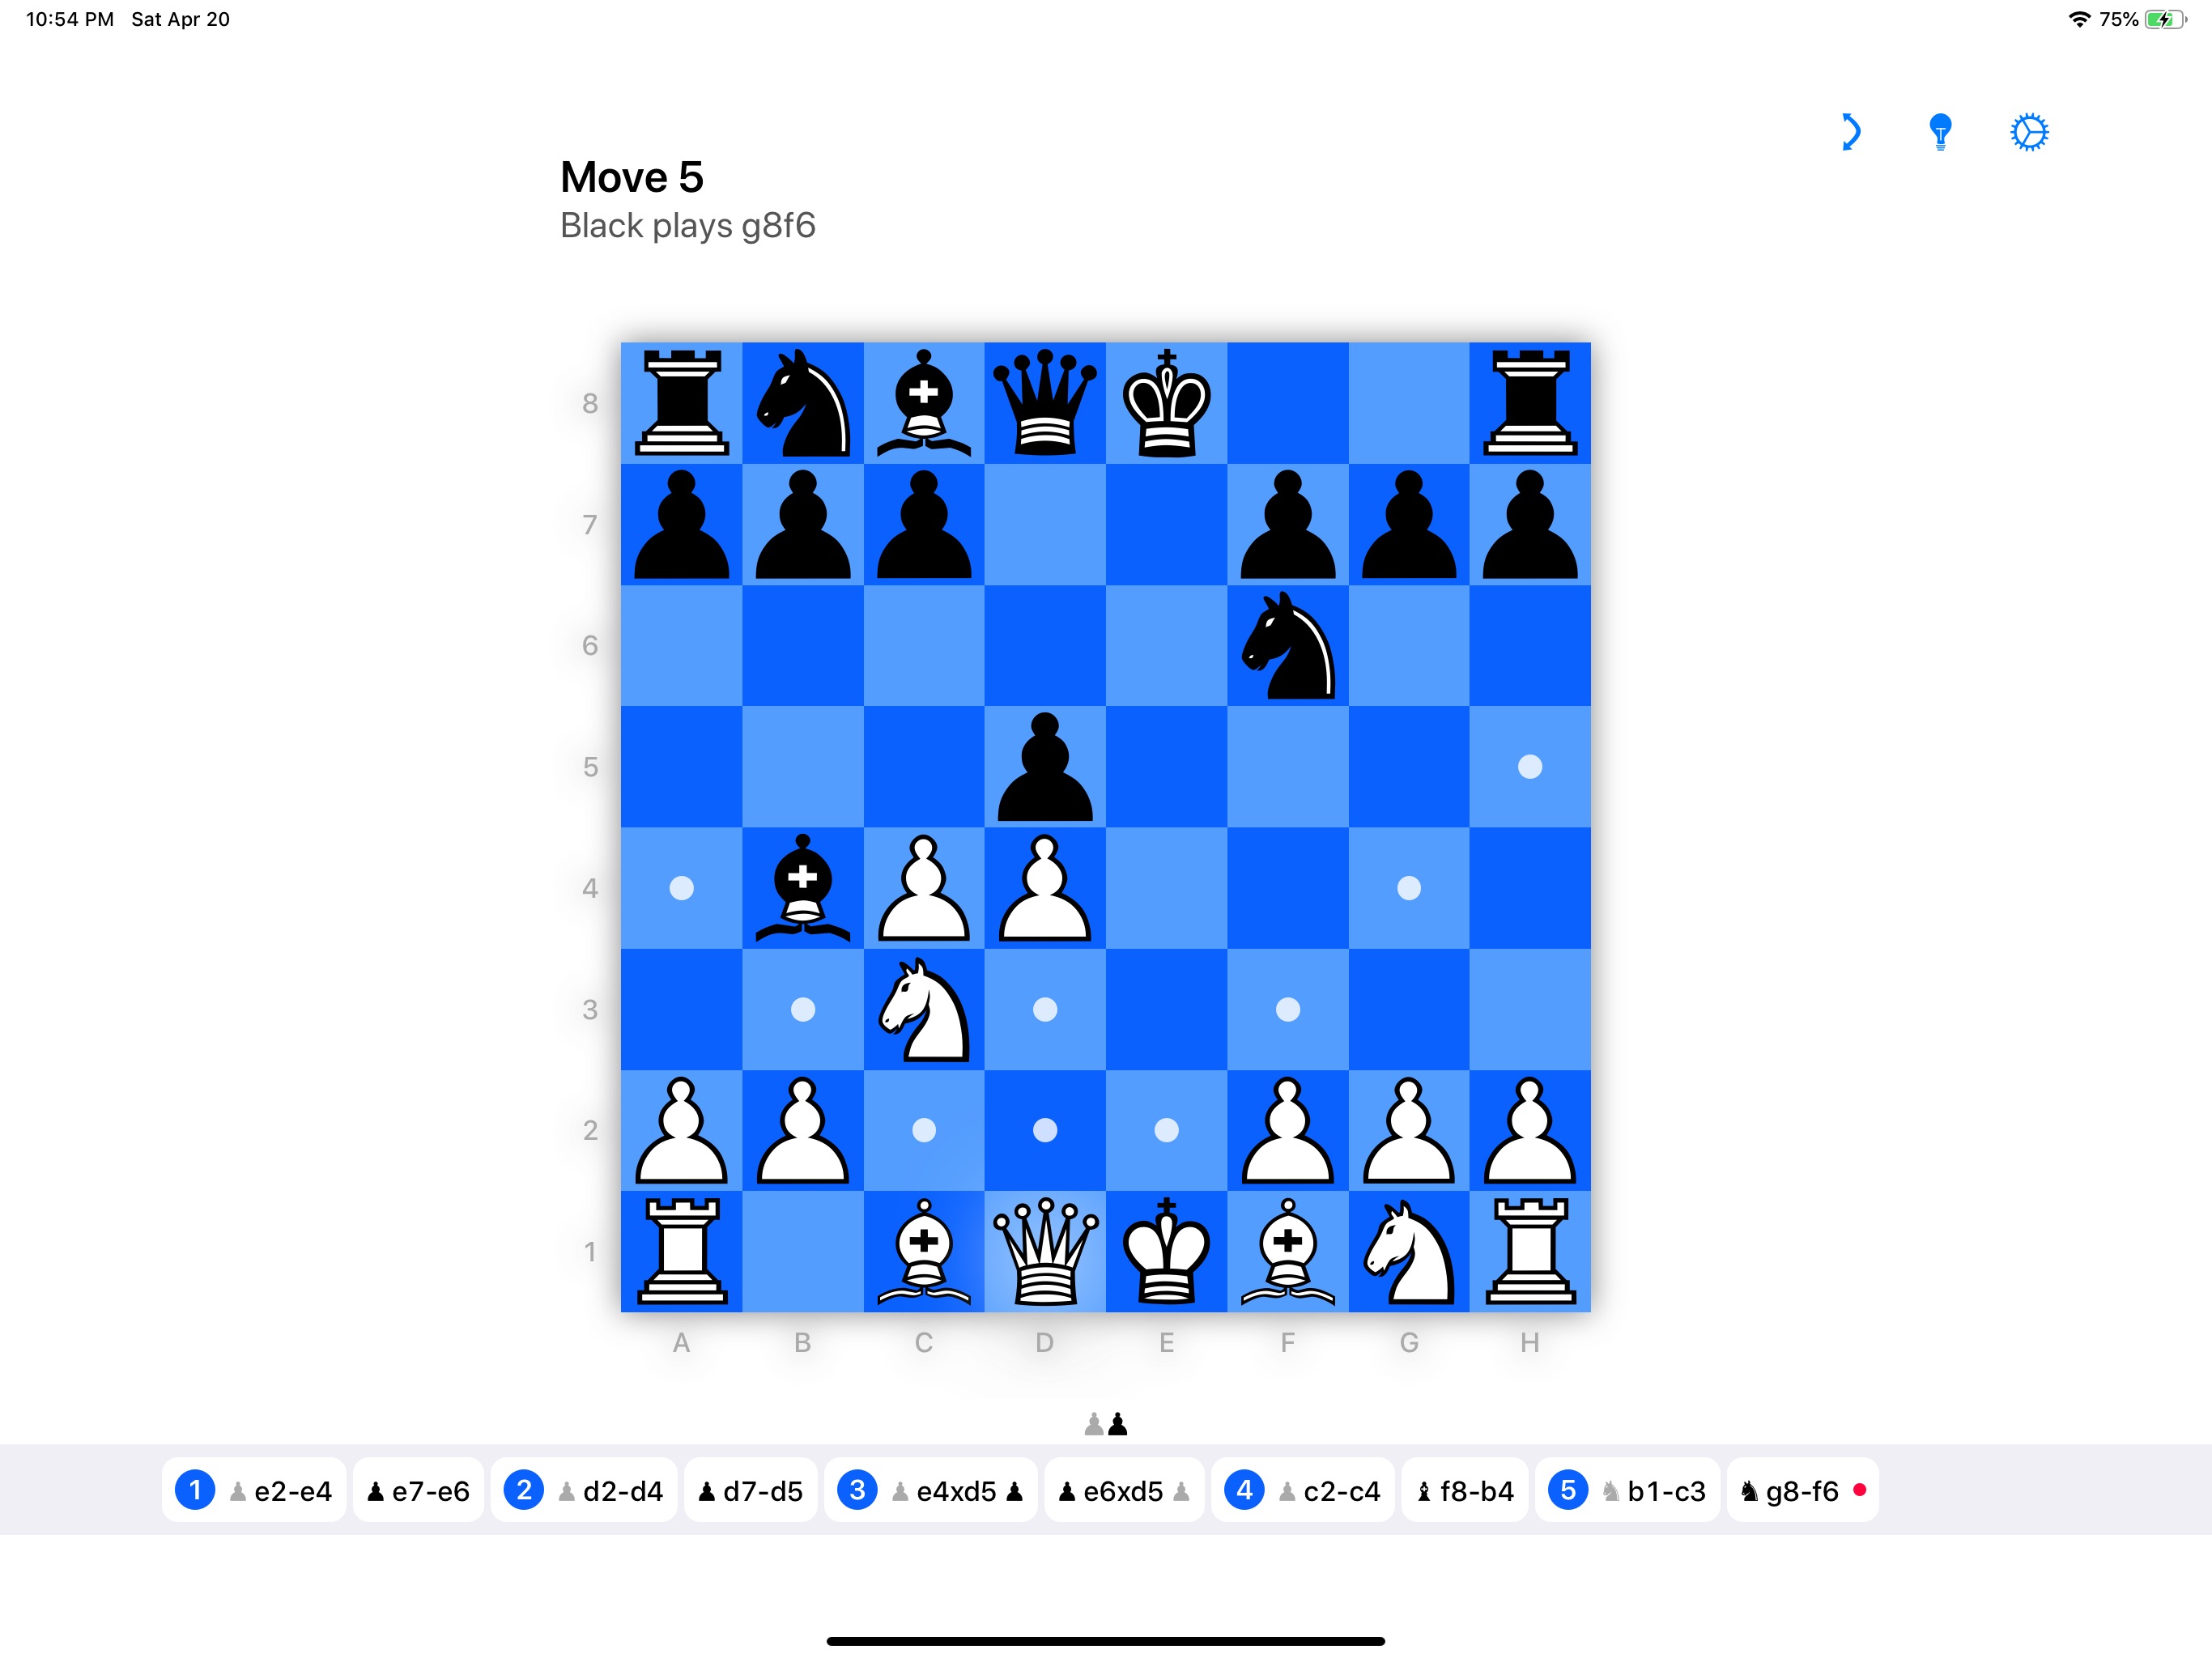 10:54 PM Sat Apr 20
75%
Move 5
Black plays g8f6
8
7
6
5
4
3
2
1
A B C D E F G H
1 e2-e4 e7-e6 2 d2-d4 d7-d5 3 e4xd5 e6xd5 4 c2-c4 f8-b4 5 b1-c3 g8-f6